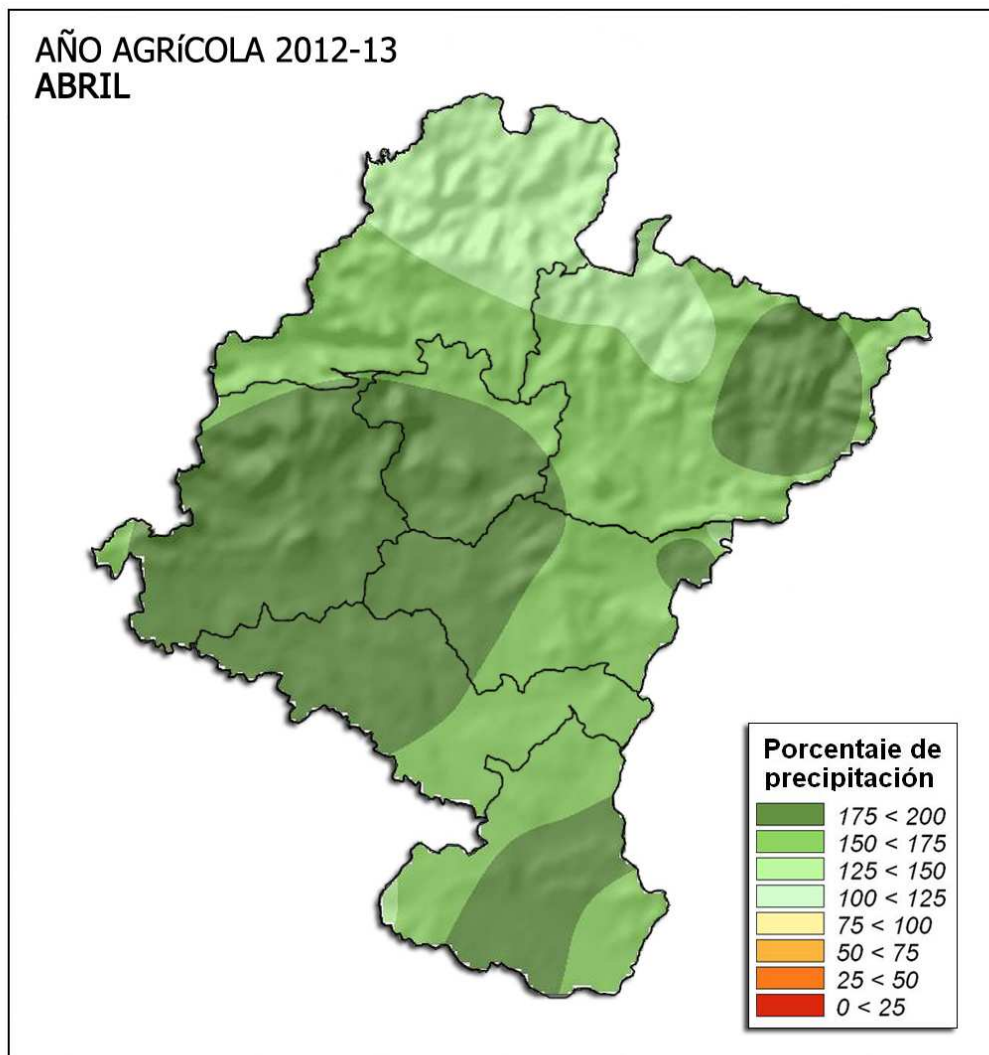 AÑO AGRíCOLA 2012-13
ABRIL
Porcentaje de
precipitación
175 < 200
150 < 175
125 < 150
100 < 125
75 < 100
50 < 75
25 < 50
0 < 25